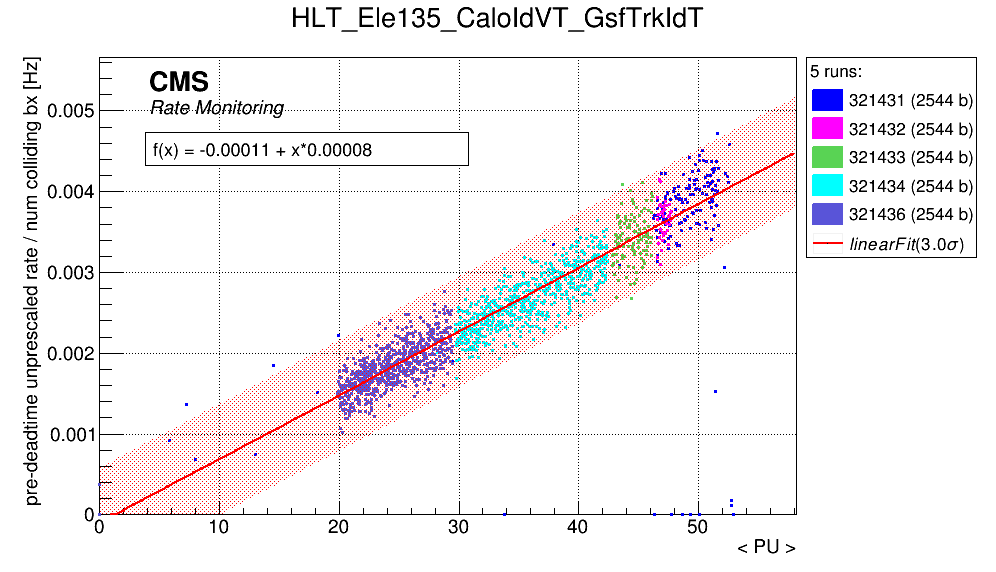 HLT_Ele135_CaloIdVT_GsfTrkIdT
pre-deadtime unprescaled rate / num colliding bx [Hz]
CMS
Rate Monitoring
f(x) = -0.00011 + x*0.00008
0.005
0.004
0.003
0.002
0.001
0
0
10
20
30
40
50
< PU >
5 runs:
321431 (2544 b)
321432 (2544 b)
321433 (2544 b)
321434 (2544 b)
321436 (2544 b)
linearFit(3.0σ)